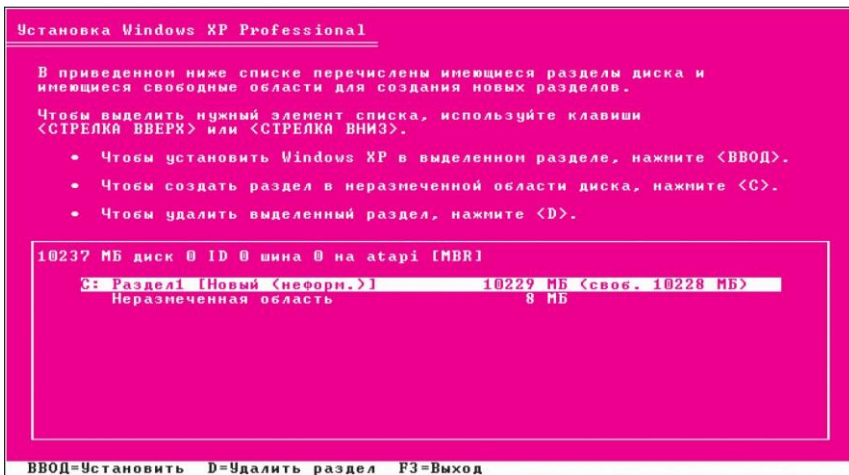 Установка Windows XP Professional
В приведенном ниже списке перечислены имеющиеся разделы диска и
имеющиеся свободные области для создания новых разделов.
Чтобы выделить нужный элемент списка, используйте клавиши
<СТРЕЛКА ВВЕРХ> или <СТРЕЛКА ВНИЗ>.
• Чтобы установить Windows XP в выделенном разделе, нажмите <ВВОД>.
• Чтобы создать раздел в неразмеченной области диска, нажмите <C>.
• Чтобы удалить выделенный раздел, нажмите <D>.
10237 МБ диск 0 ID 0 шина 0 на atapi [MBR]
C: Раздел1 [Новый (неформ.)] 10229 МБ (своб. 10228 МБ)
Неразмеченная область 8 МБ
ВВОД=Установить D=Удалить раздел F3=Выход